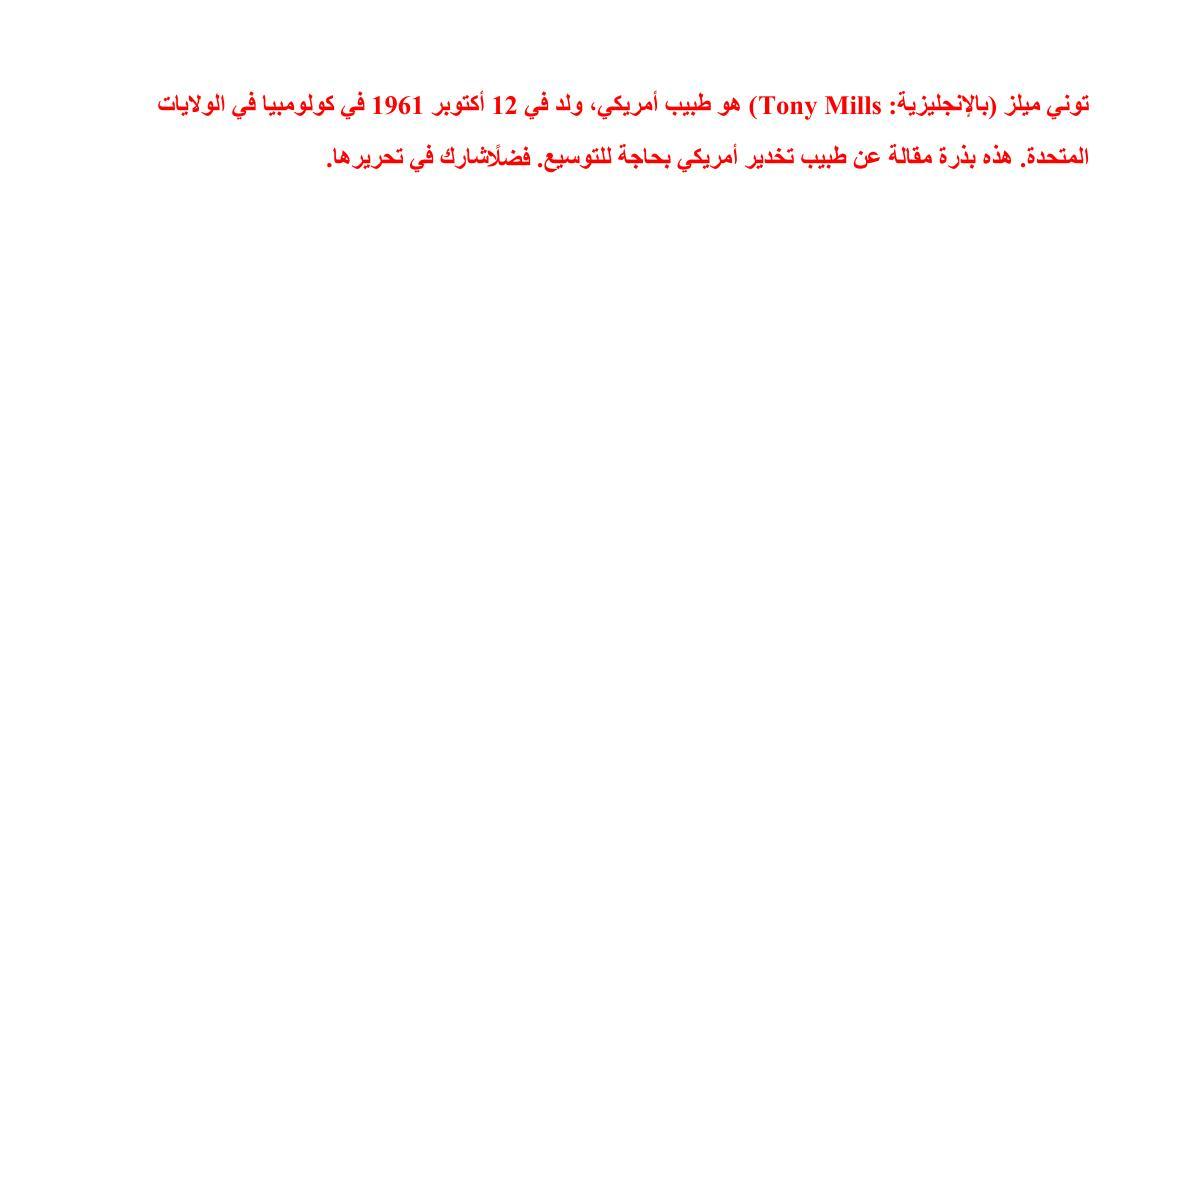 توني ميلز (بالإنجليزية: Tony Mills) هو طبيب أمريكي، ولد في 12 أكتوبر 1961 في كولومبيا في الولايات
المتحدة. هذه بذرة مقالة عن طبيب تخدير أمريكي بحاجة للتوسيع. فضلًاشارك في تحريرها.